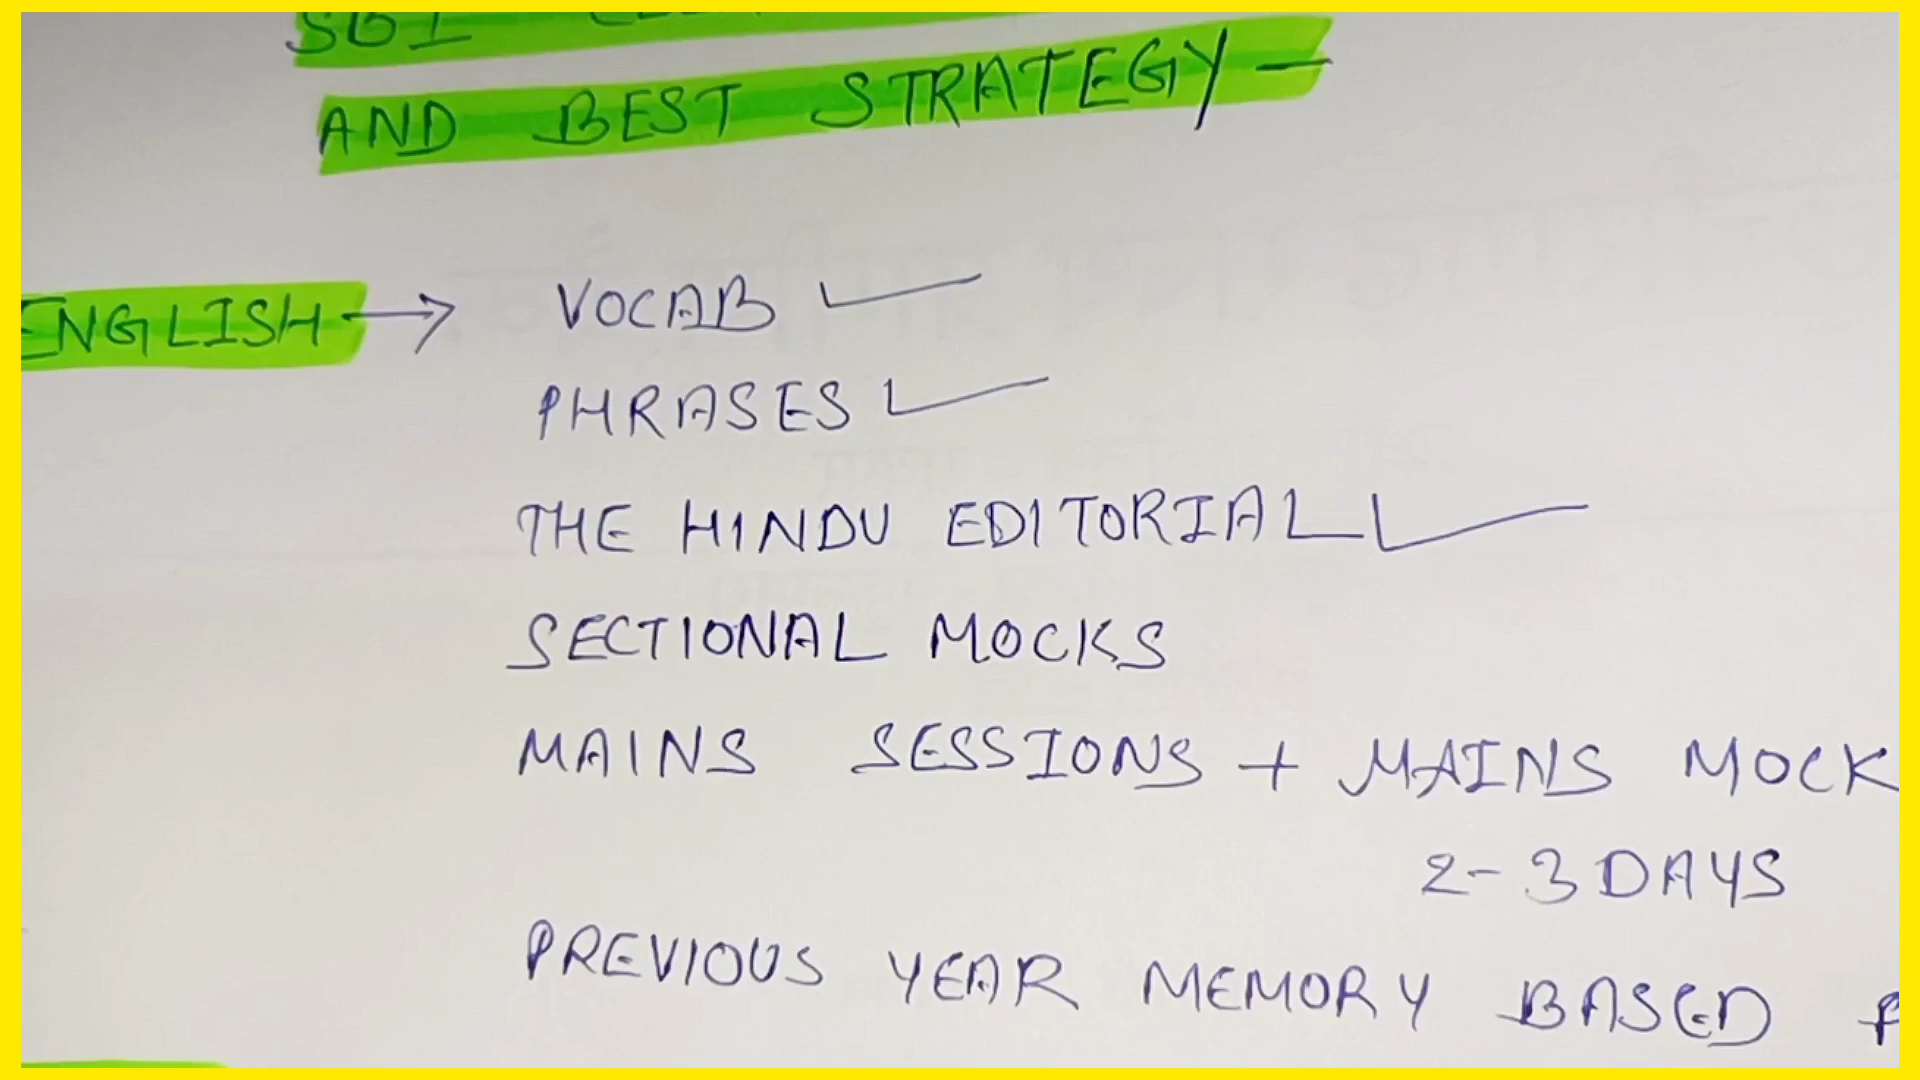 SBI
AND BEST STRATEGY-
ENGLISH → VOCAB ✓
PHRASES ✓
THE HINDU EDITORIAL ✓
SECTIONAL MOCKS
MAINS SESSIONS + MAINS MOCK
2-3 DAYS
PREVIOUS YEAR MEMORY BASED P